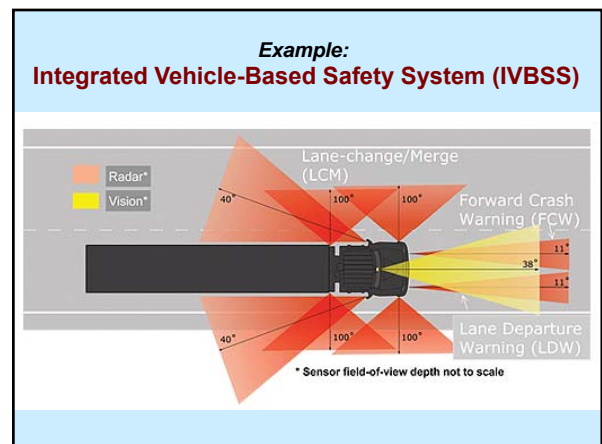 Example:
Integrated Vehicle-Based Safety System (IVBSS)
Lane-change/Merge
(LCM)
Radar*
Vision*
40°
100°
100°
Forward Crash
Warning (FCW)
11°
38°
11°
Lane Departure
Warning (LDW)
40°
100°
100°
* Sensor field-of-view depth not to scale